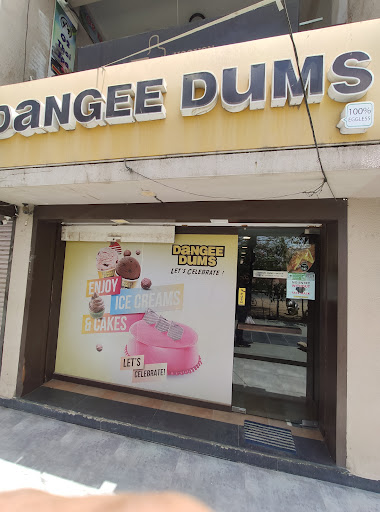 DANGEE DUMS
100%
EGGLESS
DANGEE
DUMS
LET'S CELEBRATE !
ENJOY
ICE CREAMS
& CAKES
LET'S
CELEBRATE!